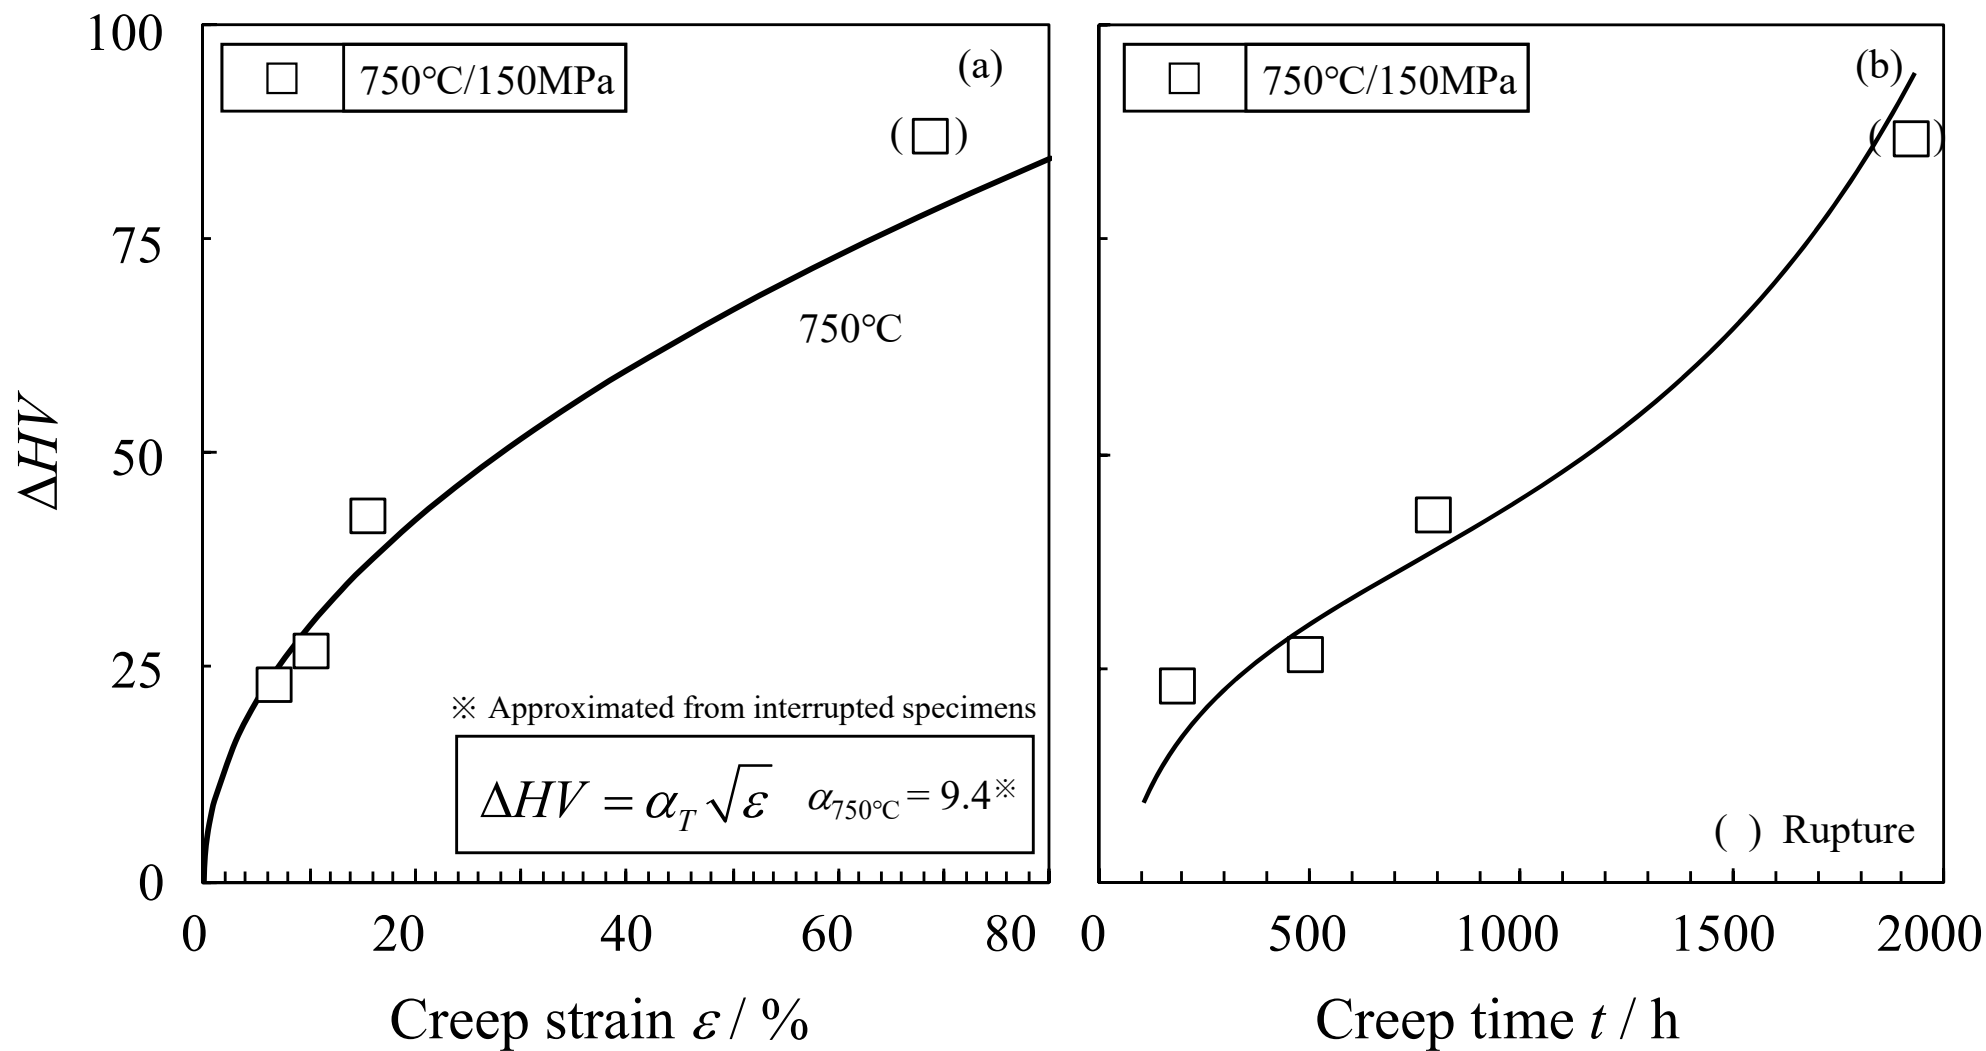 100
75
50
25
0
ΔHV
750℃/150MPa
(a)
( )
750℃
※ Approximated from interrupted specimens
ΔHV = α_T √ε α_750℃ = 9.4※
0 20 40 60 80
Creep strain ε / %
750℃/150MPa
(b)
( )
( ) Rupture
0 500 1000 1500 2000
Creep time t / h